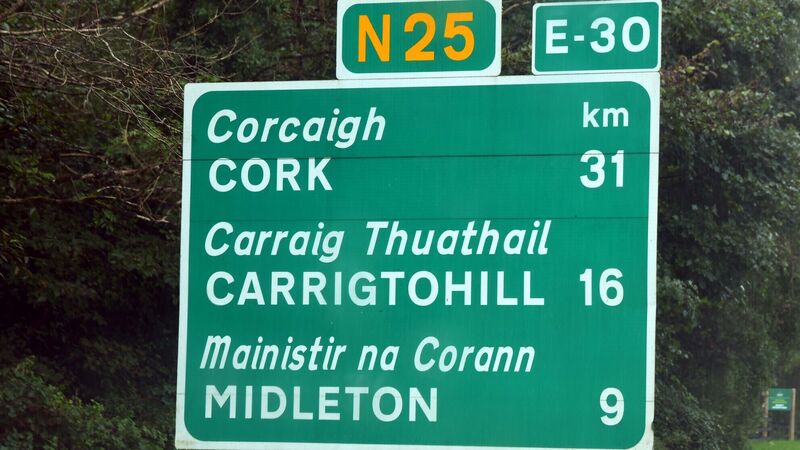 N25 E-30
Corcaigh km
CORK 31
Carraig Thuathail
CARRIGTOHILL 16
Mainistir na Corann
MIDLETON 9